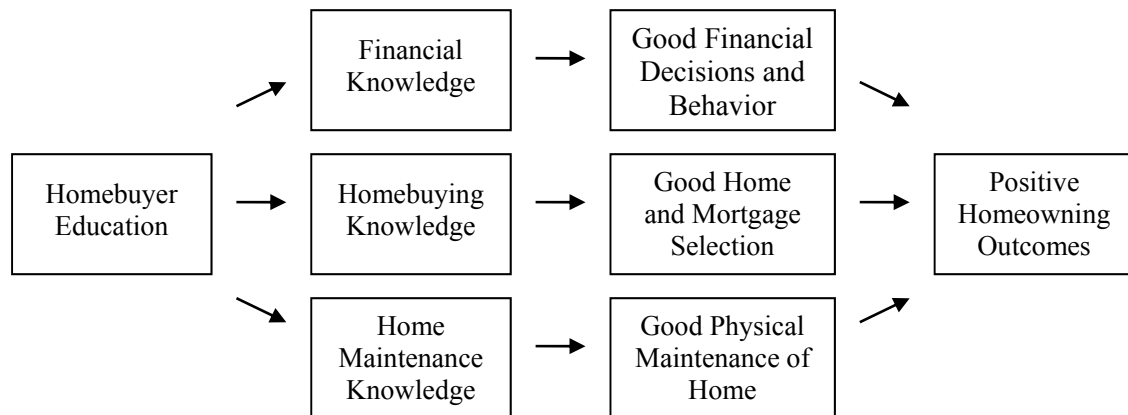 Financial
Knowledge
Good Financial
Decisions and
Behavior
Homebuyer
Education
Homebuying
Knowledge
Good Home
and Mortgage
Selection
Positive
Homeowning
Outcomes
Home
Maintenance
Knowledge
Good Physical
Maintenance of
Home